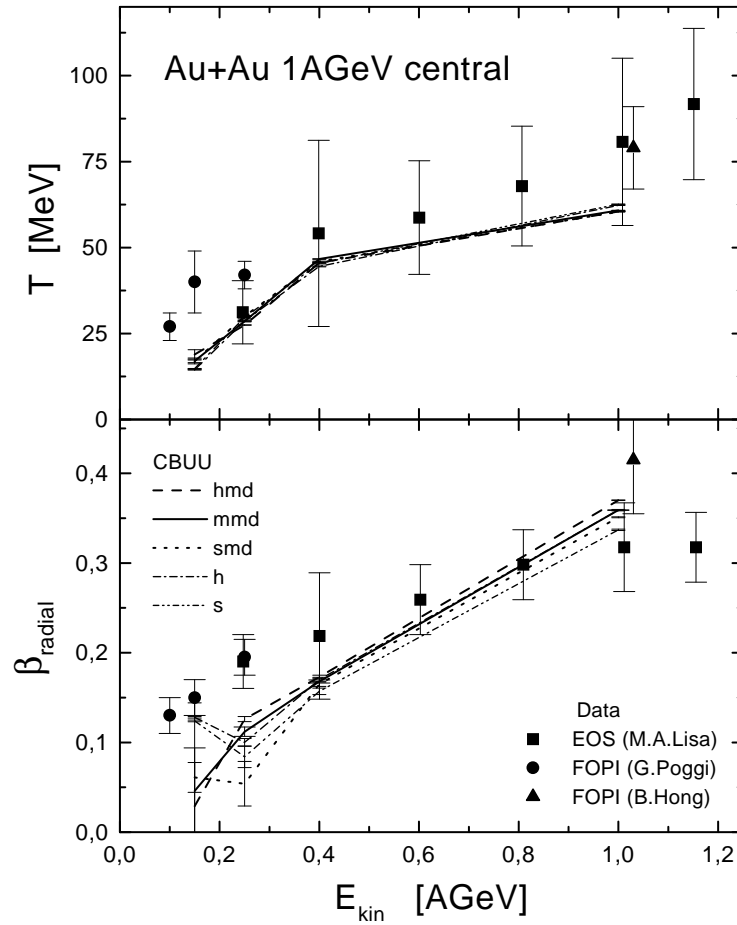 Au+Au 1AGeV central
100
75
50
25
0
T [MeV]
CBUU
hmd
mmd
smd
h
s
0,4
0,3
0,2
0,1
0,0
βradial
Data
EOS (M.A.Lisa)
FOPI (G.Poggi)
FOPI (B.Hong)
0,0 0,2 0,4 0,6 0,8 1,0 1,2
Ekin [AGeV]